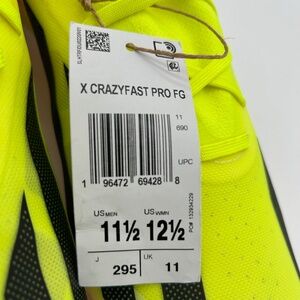 X CRAZYFAST PRO FG
11
690
UPC
1 96472 69428 8
US MEN US WMN
11½ 12½
J UK
295 11